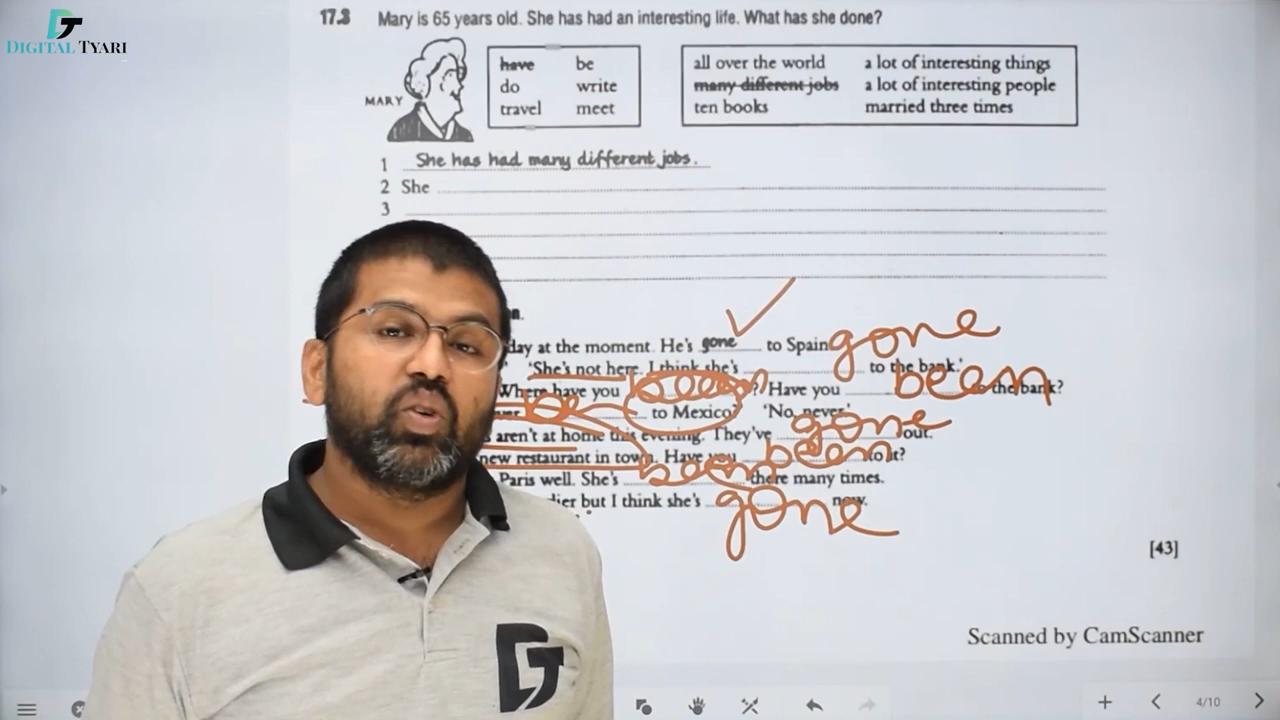 DIGITAL TYARI
17.3 Mary is 65 years old. She has had an interesting life. What has she done?
MARY
have be
do write
travel meet
all over the world a lot of interesting things
many different jobs a lot of interesting people
ten books married three times
1 She has had many different jobs.
2 She
3
day at the moment. He's gone to Spain gone
'She's not here. I think she's to the bank.'
Where have you been ? 'Have you been to the bank?
to Mexico? 'No, never.'
aren't at home this evening. They've gone out.
new restaurant in town. Have you been to it?
Paris well. She's been there many times.
but I think she's gone now.
[43]
Scanned by CamScanner
DT
4/10